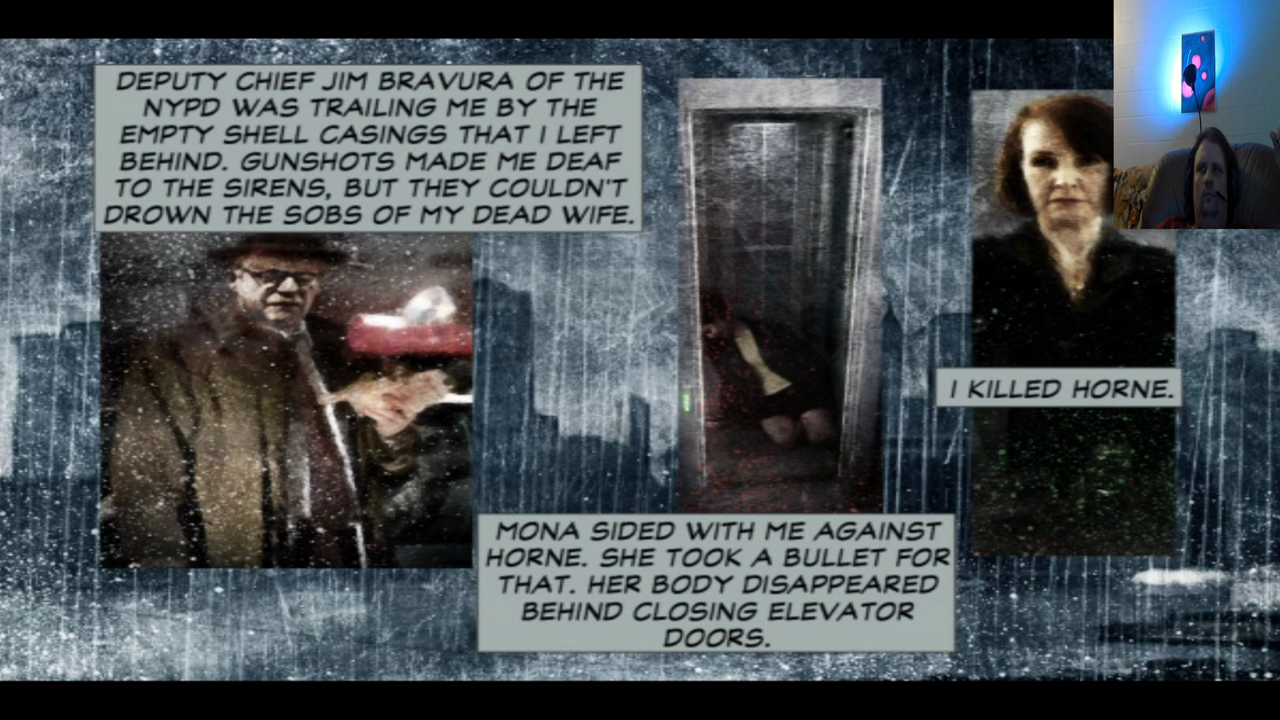 DEPUTY CHIEF JIM BRAVURA OF THE
NYPD WAS TRAILING ME BY THE
EMPTY SHELL CASINGS THAT I LEFT
BEHIND. GUNSHOTS MADE ME DEAF
TO THE SIRENS, BUT THEY COULDN'T
DROWN THE SOBS OF MY DEAD WIFE.
MONA SIDED WITH ME AGAINST
HORNE. SHE TOOK A BULLET FOR
THAT. HER BODY DISAPPEARED
BEHIND CLOSING ELEVATOR
DOORS.
I KILLED HORNE.